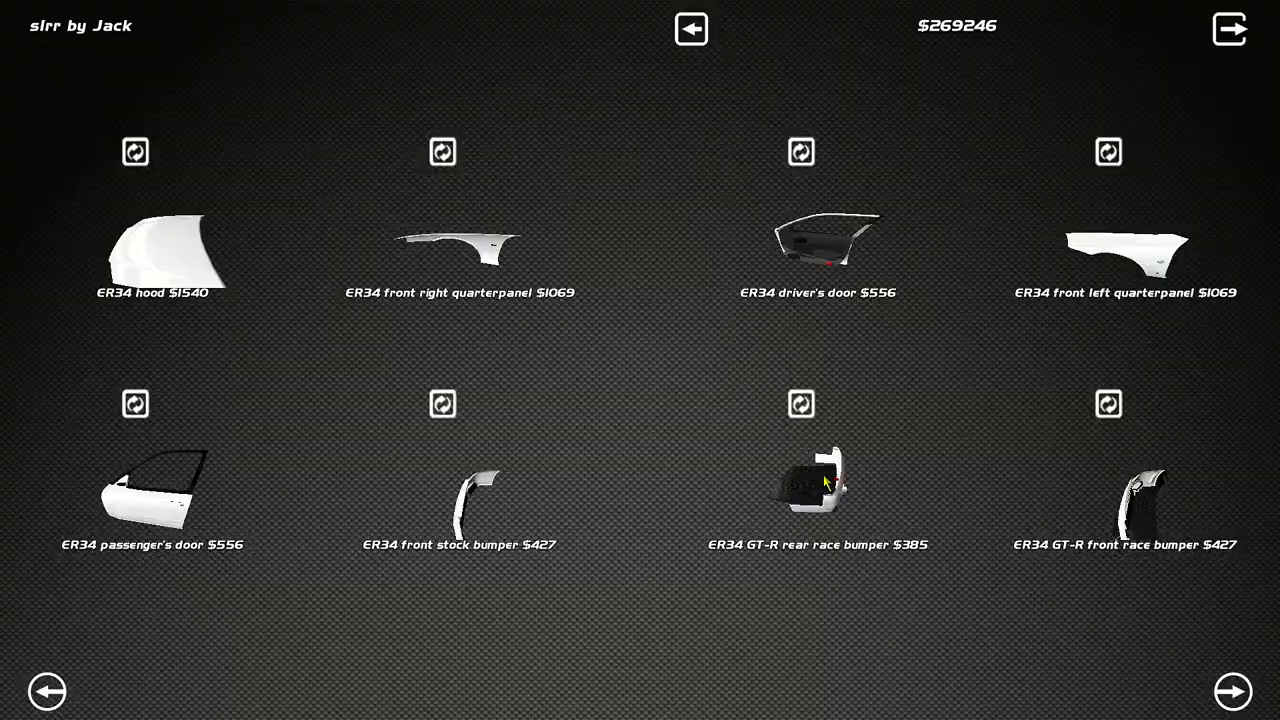 slrr by Jack
$269246
ER34 hood $1540
ER34 front right quarterpanel $1069
ER34 driver's door $556
ER34 front left quarterpanel $1069
ER34 passenger's door $556
ER34 front stock bumper $427
ER34 GT-R rear race bumper $385
ER34 GT-R front race bumper $427